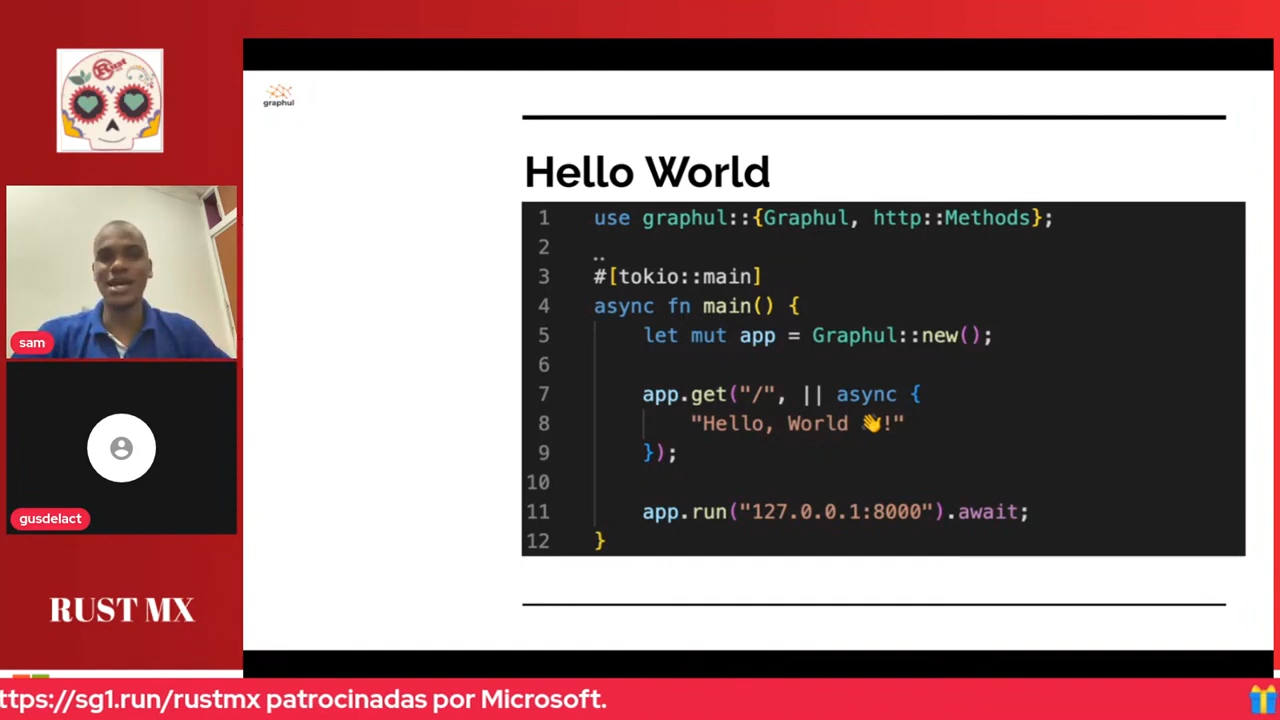 Rust
graphul
Hello World
1 use graphul::{Graphul, http::Methods};
2
..
3 #[tokio::main]
4 async fn main() {
5 let mut app = Graphul::new();
6
7 app.get("/", || async {
8 "Hello, World 👋!"
9 });
10
11 app.run("127.0.0.1:8000").await;
12 }
sam
gusdelact
RUST MX
ttps://sg1.run/rustmx patrocinadas por Microsoft.